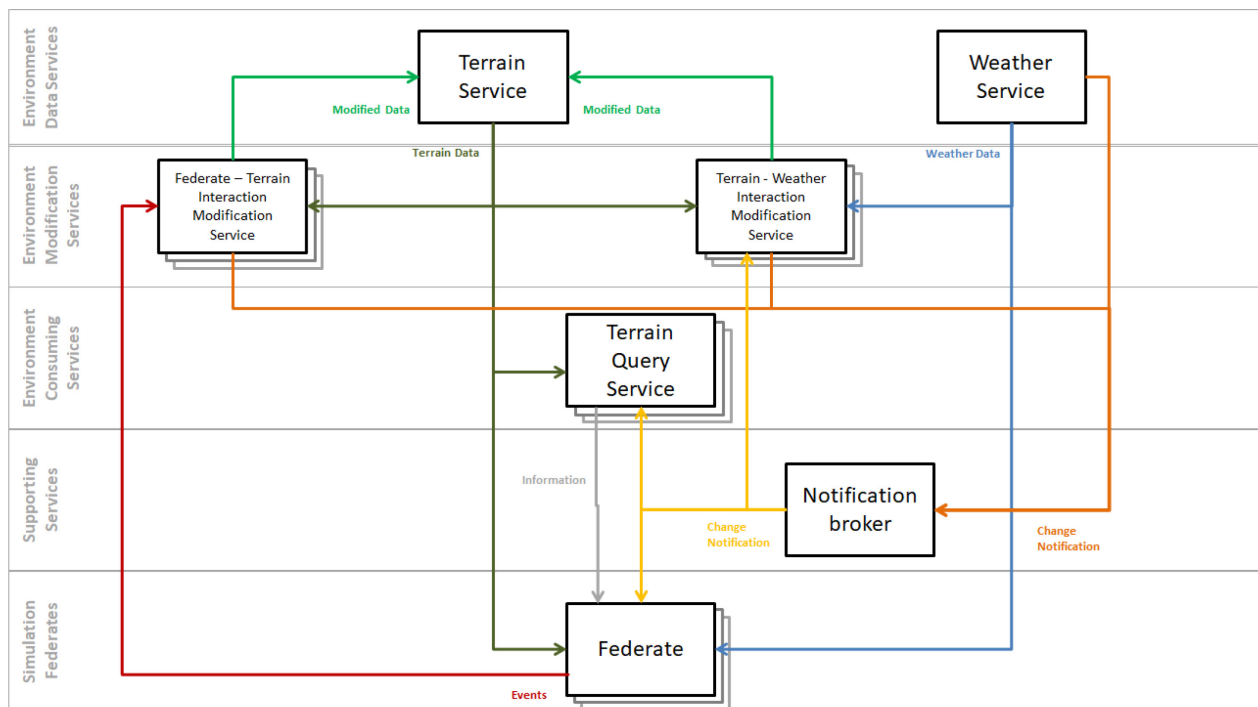 Environment
Data Services
Terrain
Service
Weather
Service
Modified Data
Modified Data
Terrain Data
Weather Data
Environment
Modification
Services
Federate – Terrain
Interaction
Modification
Service
Terrain - Weather
Interaction
Modification
Service
Environment
Consuming
Services
Terrain
Query
Service
Supporting
Services
Information
Notification
broker
Change
Notification
Change
Notification
Simulation
Federates
Federate
Events